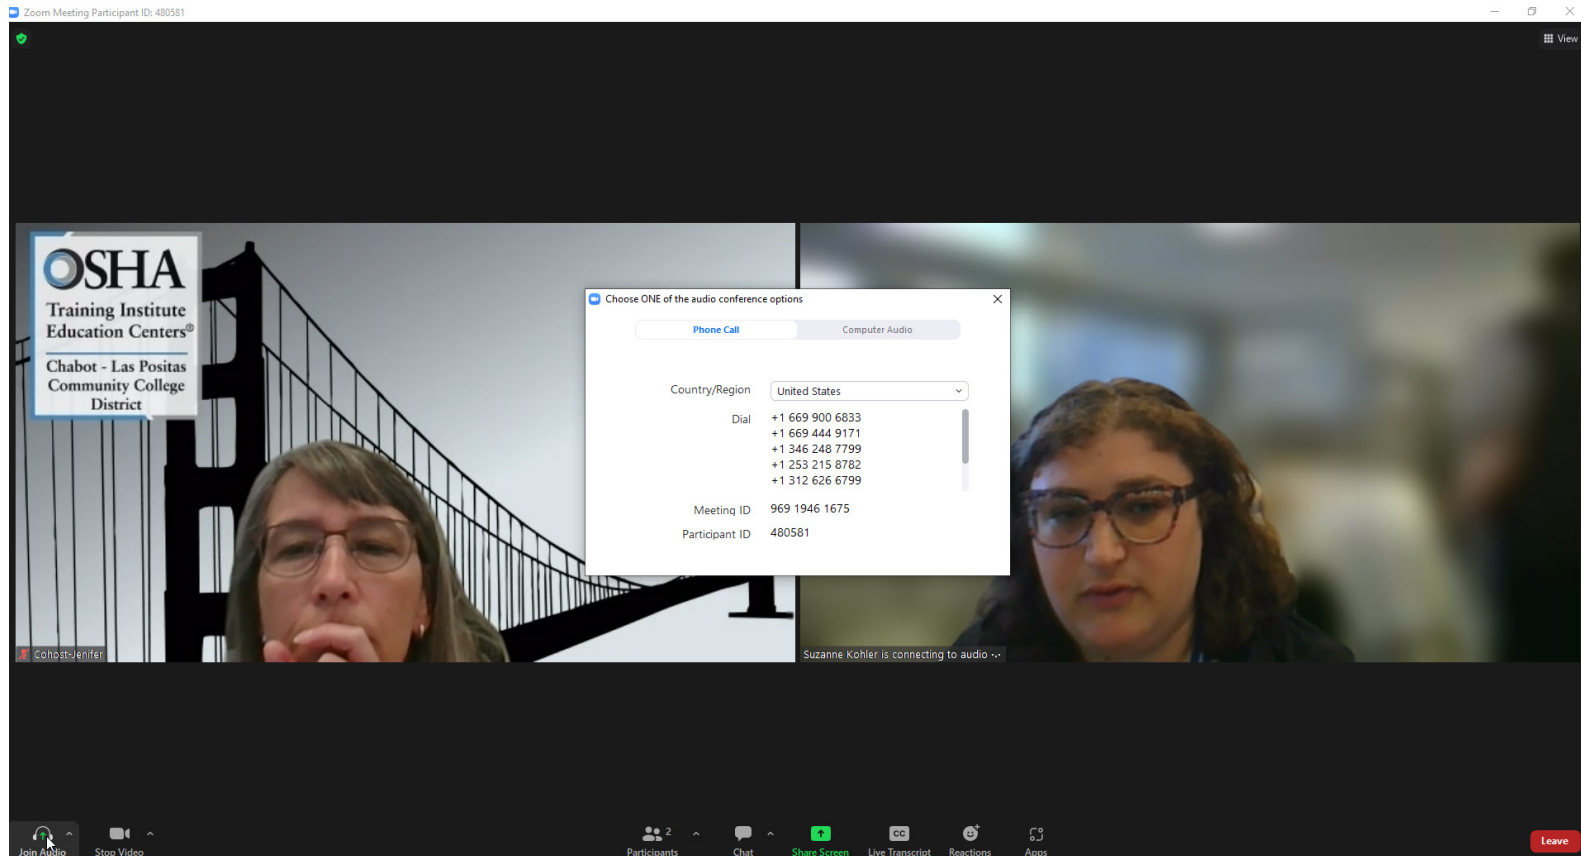 Zoom Meeting Participant ID: 480581
View
OSHA
Training Institute
Education Centers®
Chabot - Las Positas
Community College
District
Choose ONE of the audio conference options
Phone Call
Computer Audio
Country/Region
United States
Dial
+1 669 900 6833
+1 669 444 9171
+1 346 248 7799
+1 253 215 8782
+1 312 626 6799
Meeting ID
969 1946 1675
Participant ID
480581
Cohost-Jenifer
Suzanne Kohler is connecting to audio
Join Audio
Stop Video
2
Participants
Chat
Share Screen
CC
Live Transcript
Reactions
Apps
Leave